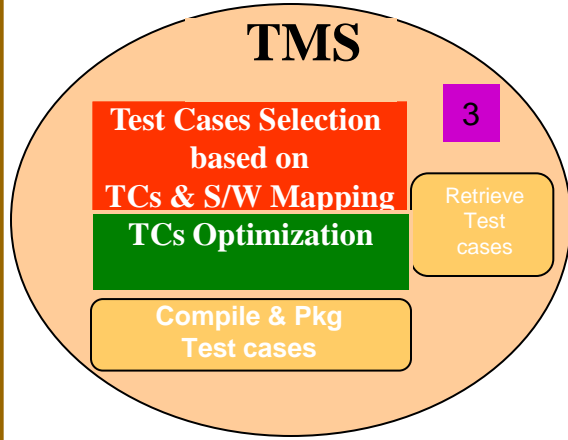 TMS
Test Cases Selection
based on
TCs & S/W Mapping
3
Retrieve
Test
cases
TCs Optimization
Compile & Pkg
Test cases